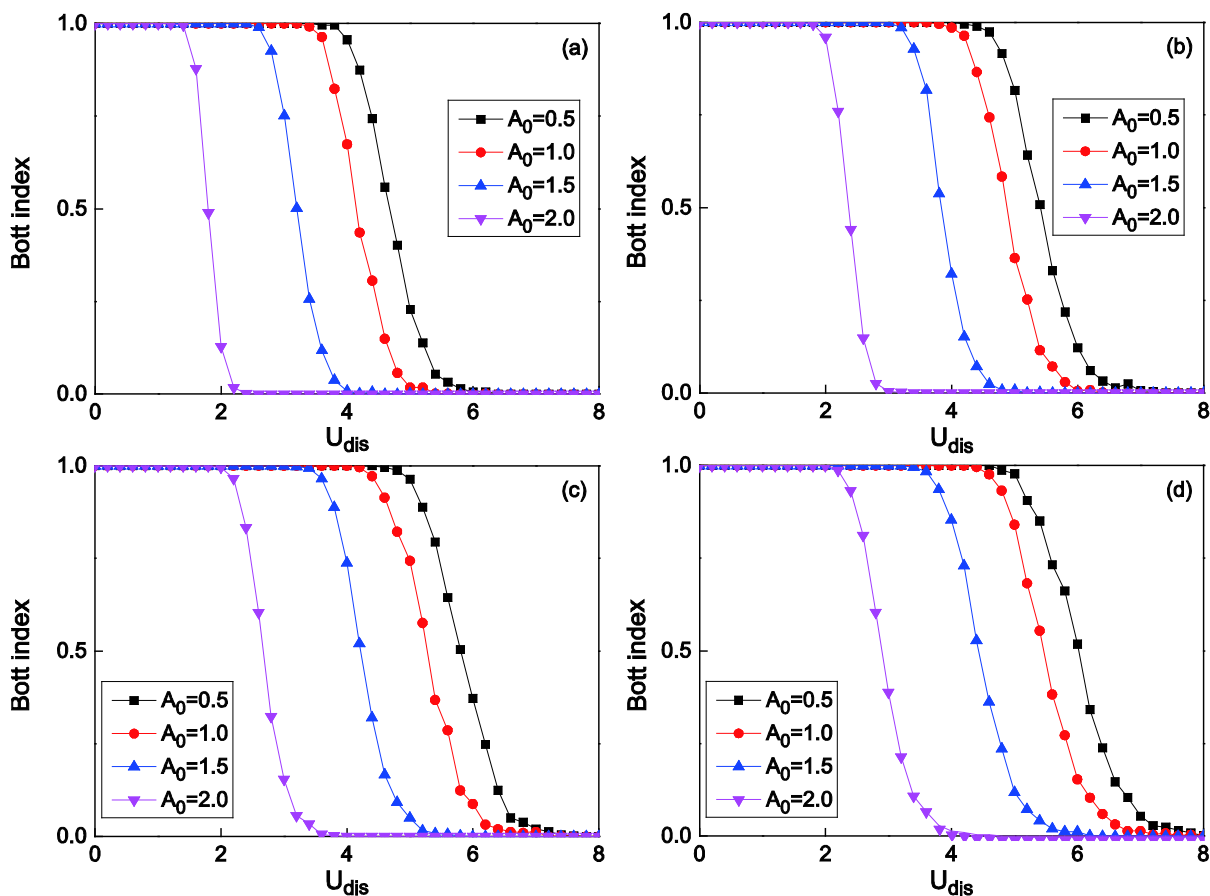 1.0
(a)
A0=0.5
A0=1.0
A0=1.5
A0=2.0
0.5
Bott index
0.0
0 2 4 6 8
Udis
1.0
(b)
A0=0.5
A0=1.0
A0=1.5
A0=2.0
0.5
Bott index
0.0
0 2 4 6 8
Udis
1.0
(c)
0.5
Bott index
A0=0.5
A0=1.0
A0=1.5
A0=2.0
0.0
0 2 4 6 8
Udis
1.0
(d)
0.5
Bott index
A0=0.5
A0=1.0
A0=1.5
A0=2.0
0.0
0 2 4 6 8
Udis